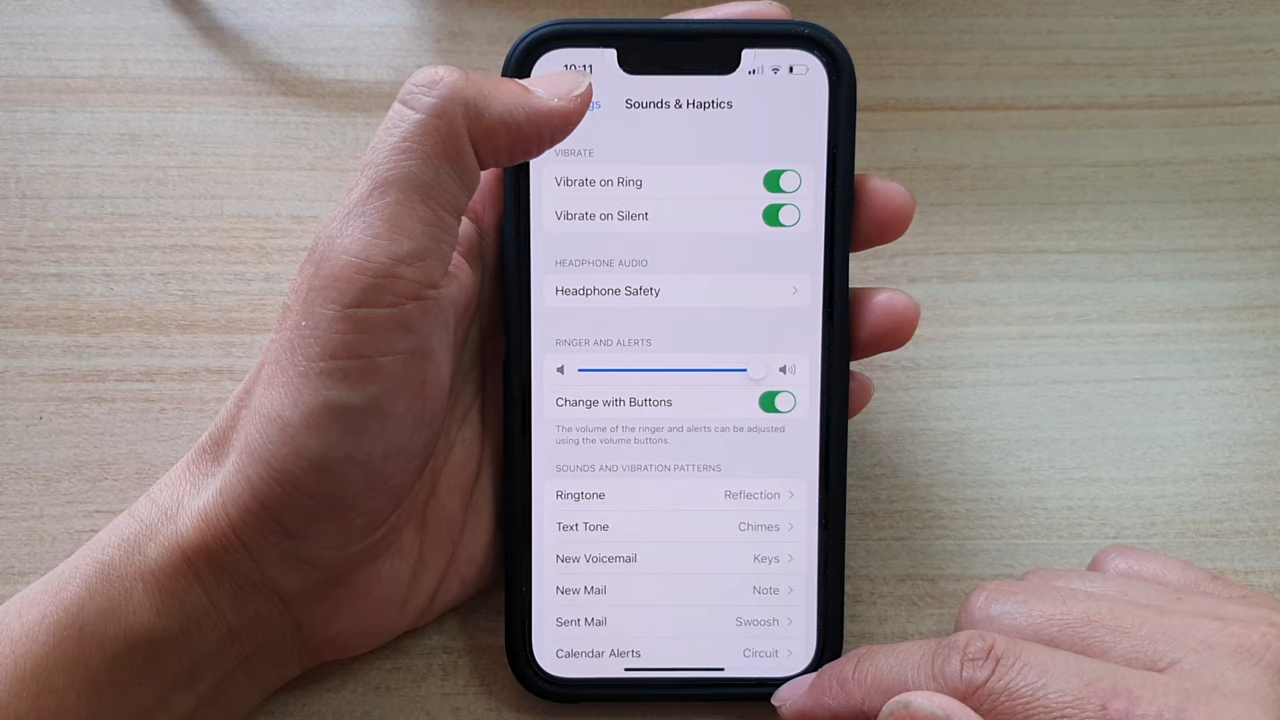 10:11
Sounds & Haptics
VIBRATE
Vibrate on Ring
Vibrate on Silent
HEADPHONE AUDIO
Headphone Safety
RINGER AND ALERTS
Change with Buttons
The volume of the ringer and alerts can be adjusted
using the volume buttons.
SOUNDS AND VIBRATION PATTERNS
Ringtone Reflection
Text Tone Chimes
New Voicemail Keys
New Mail Note
Sent Mail Swoosh
Calendar Alerts Circuit